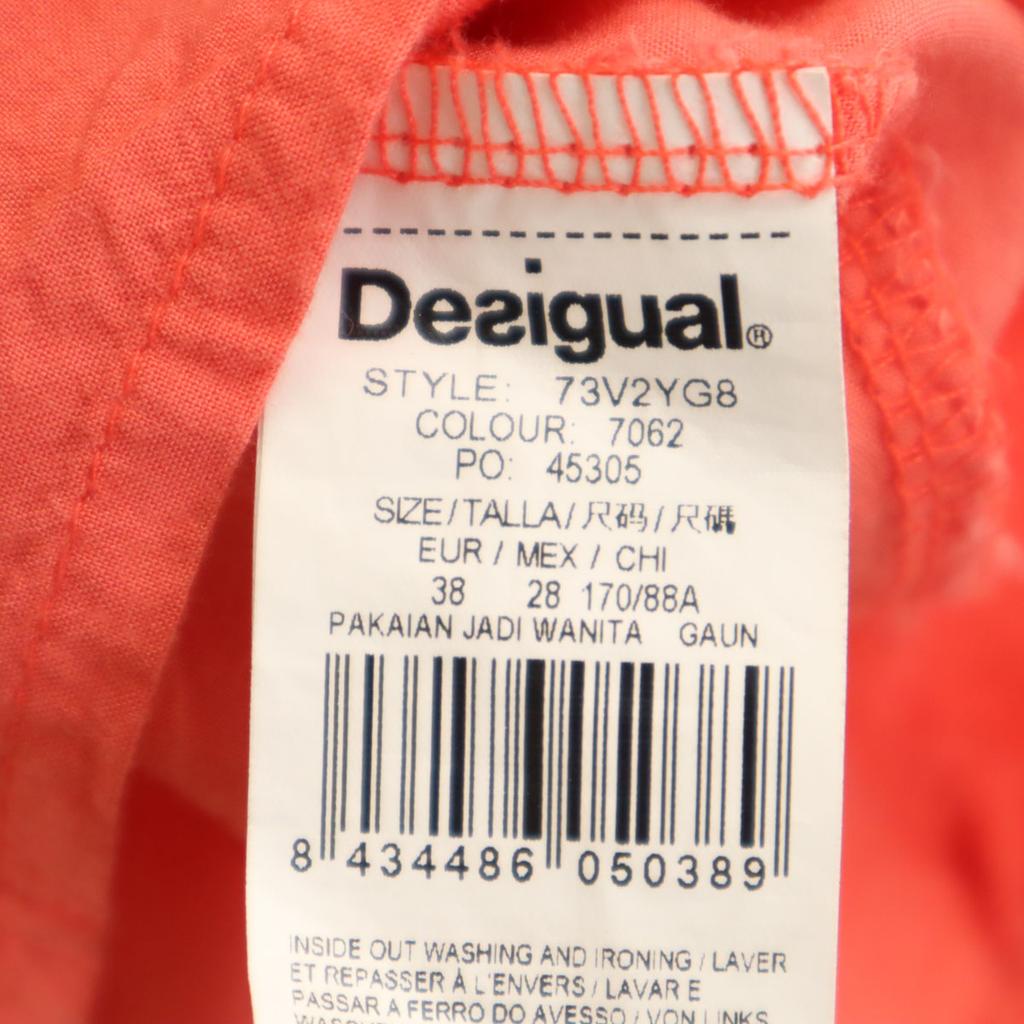 Desigual®
STYLE: 73V2YG8
COLOUR: 7062
PO: 45305
SIZE/TALLA/尺码/尺碼
EUR / MEX / CHI
38 28 170/88A
PAKAIAN JADI WANITA GAUN
8 434486 050389
INSIDE OUT WASHING AND IRONING / LAVER
ET REPASSER À L'ENVERS / LAVAR E
PASSAR A FERRO DO AVESSO / VON LINKS